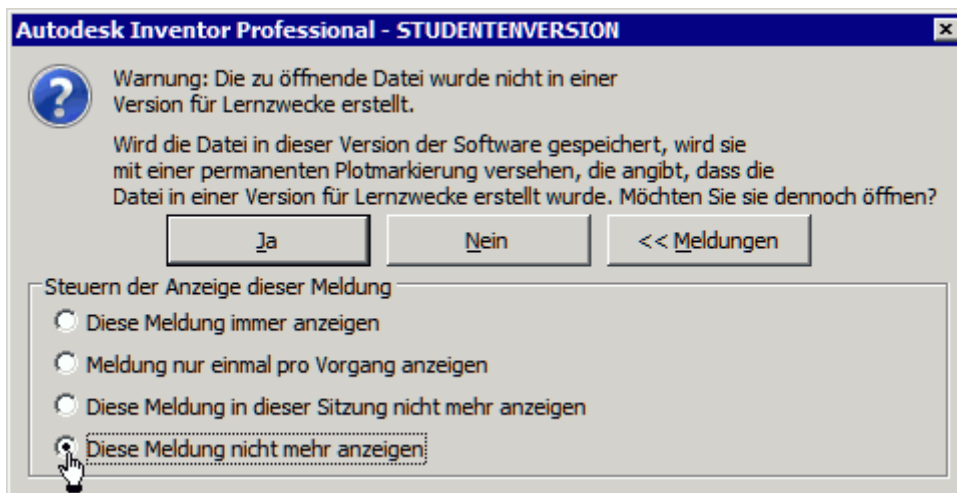 Autodesk Inventor Professional - STUDENTENVERSION
Warnung: Die zu öffnende Datei wurde nicht in einer
Version für Lernzwecke erstellt.
Wird die Datei in dieser Version der Software gespeichert, wird sie
mit einer permanenten Plotmarkierung versehen, die angibt, dass die
Datei in einer Version für Lernzwecke erstellt wurde. Möchten Sie sie dennoch öffnen?
Ja
Nein
<< Meldungen
Steuern der Anzeige dieser Meldung
Diese Meldung immer anzeigen
Meldung nur einmal pro Vorgang anzeigen
Diese Meldung in dieser Sitzung nicht mehr anzeigen
Diese Meldung nicht mehr anzeigen